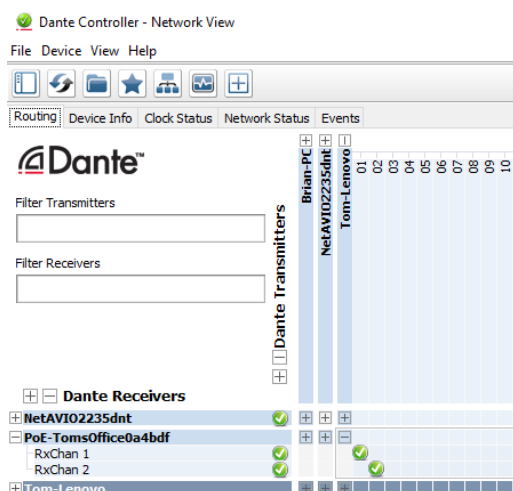 Dante Controller - Network View
File Device View Help
Routing Device Info Clock Status Network Status Events
Dante™
Filter Transmitters
Filter Receivers
Dante Transmitters
Brian-PC
NetAVIO2235dnt
Tom-Lenovo
01 02 03 04 05 06 07 08 09 10
Dante Receivers
NetAVIO2235dnt
PoE-TomsOffice0a4bdf
RxChan 1
RxChan 2
Tom-Lenovo